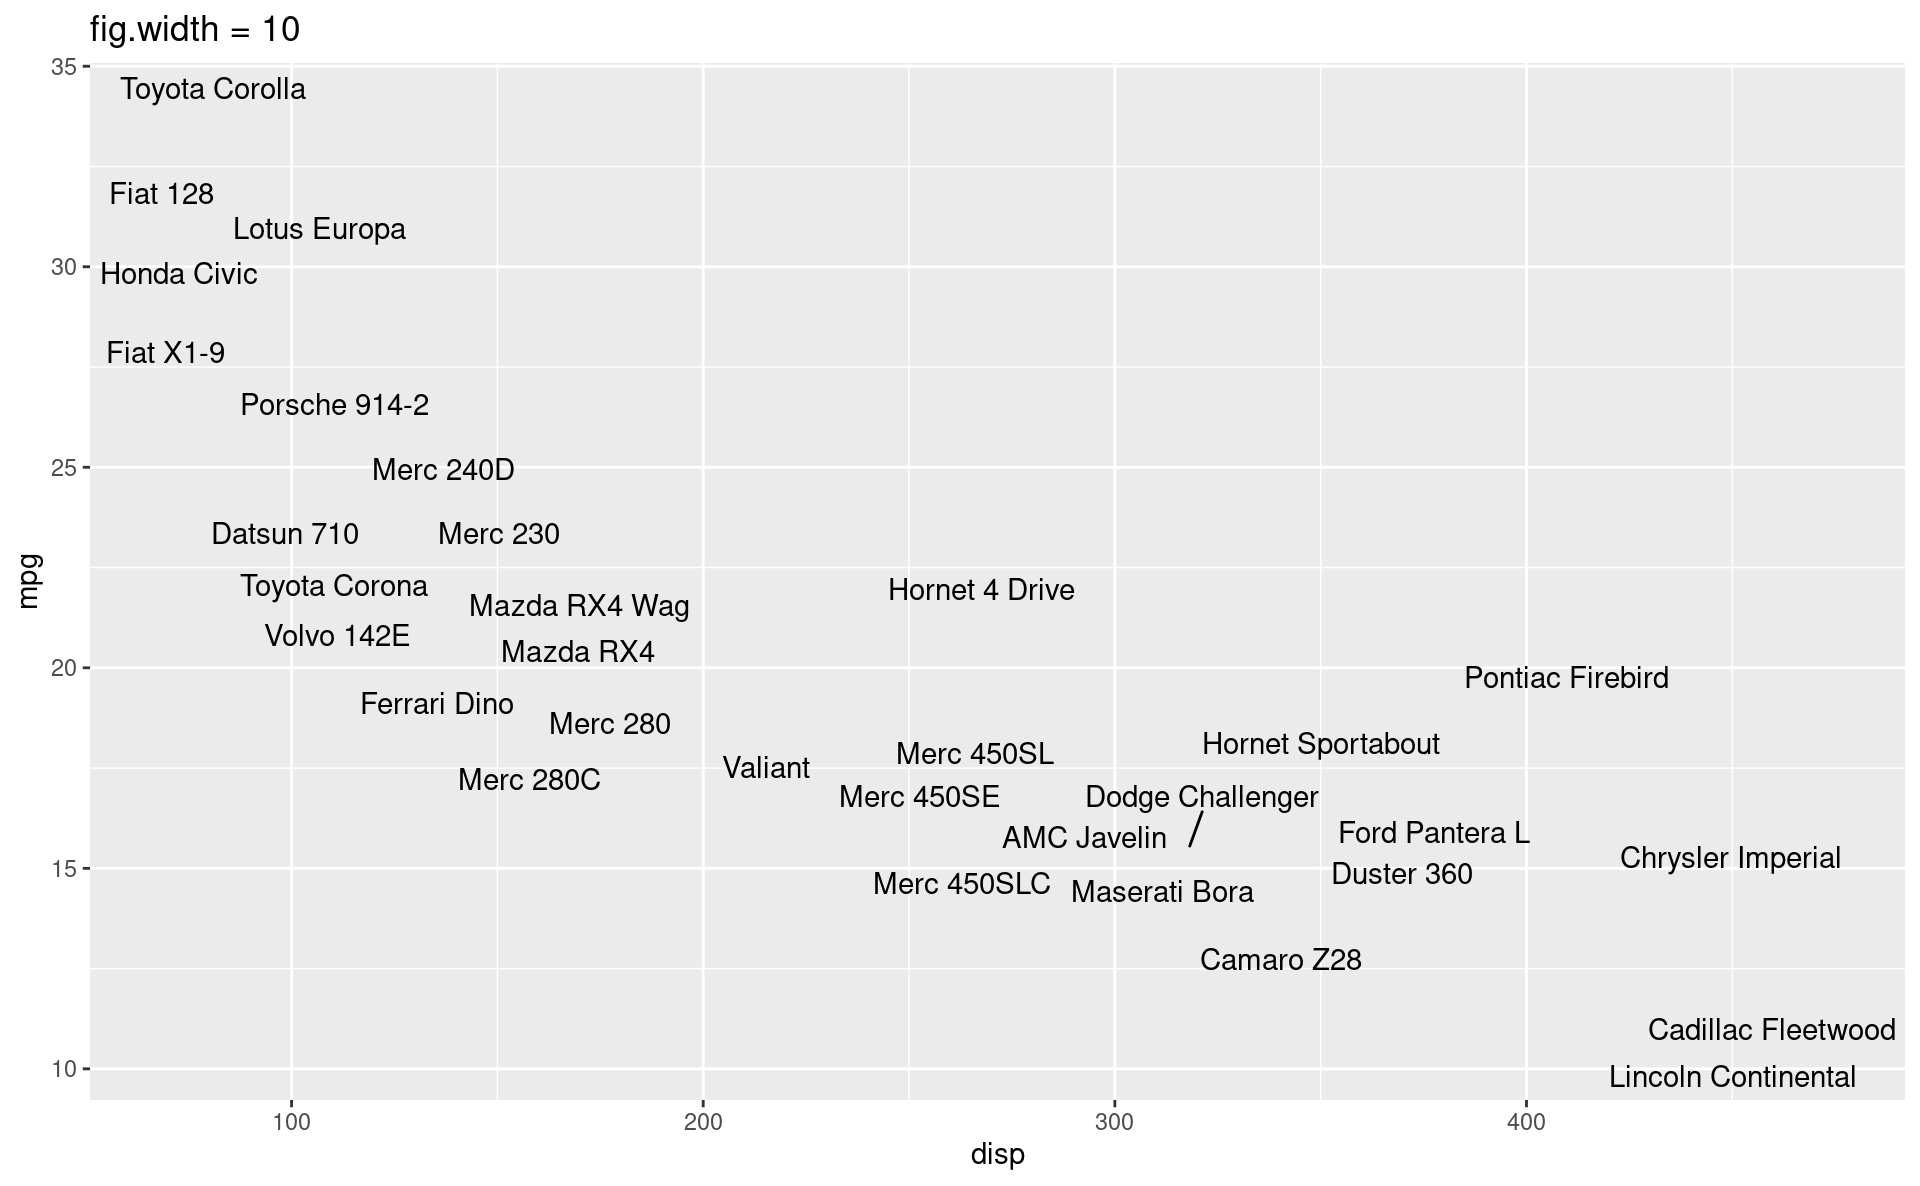 fig.width = 10
35
Toyota Corolla
Fiat 128
Lotus Europa
30
Honda Civic
Fiat X1-9
Porsche 914-2
25
Merc 240D
Datsun 710
Merc 230
mpg
Toyota Corona
Hornet 4 Drive
Mazda RX4 Wag
Volvo 142E
Mazda RX4
20
Pontiac Firebird
Ferrari Dino
Merc 280
Hornet Sportabout
Merc 450SL
Valiant
Merc 280C
Merc 450SE
Dodge Challenger
AMC Javelin
Ford Pantera L
Chrysler Imperial
15
Duster 360
Merc 450SLC
Maserati Bora
Camaro Z28
Cadillac Fleetwood
10
Lincoln Continental
100
200
300
400
disp